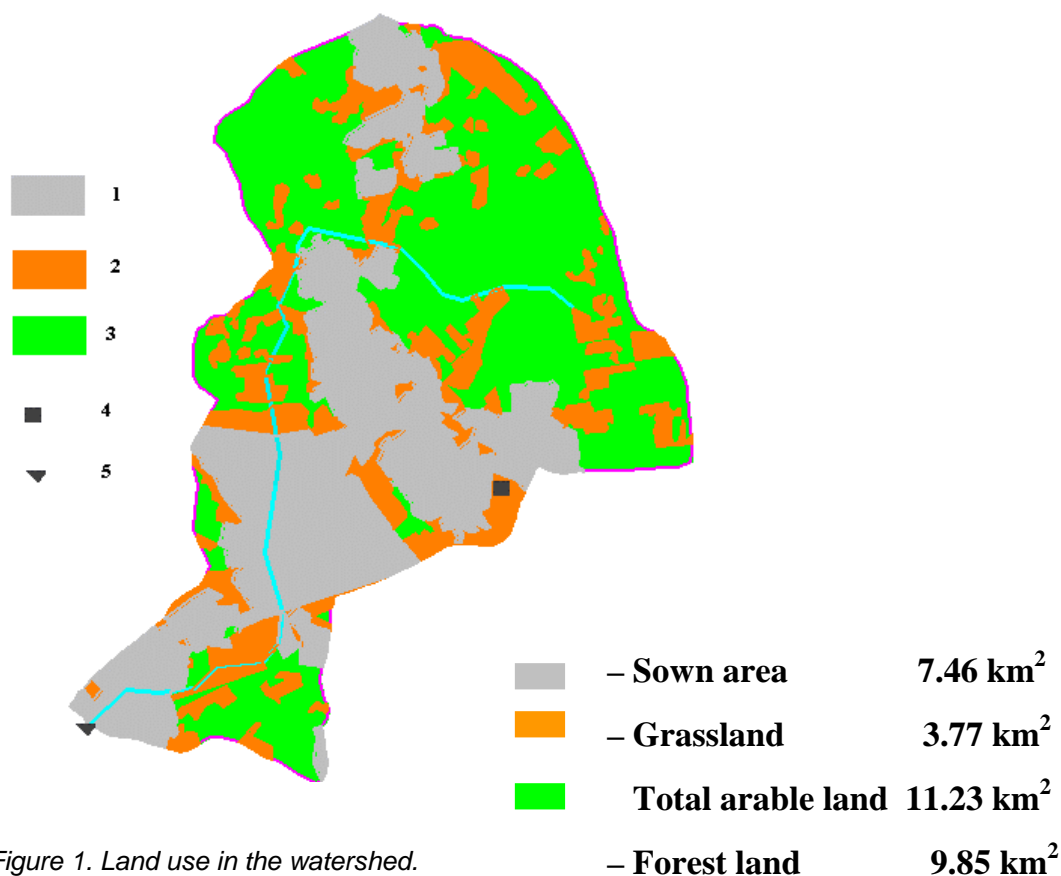 1
2
3
4
5
– Sown area 7.46 km²
– Grassland 3.77 km²
Total arable land 11.23 km²
– Forest land 9.85 km²
Figure 1. Land use in the watershed.